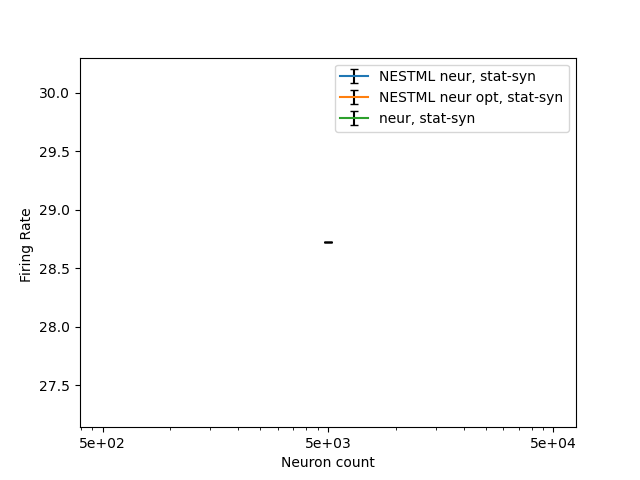 NESTML neur, stat-syn
NESTML neur opt, stat-syn
neur, stat-syn
30.0
29.5
29.0
28.5
28.0
27.5
Firing Rate
5e+02
5e+03
5e+04
Neuron count